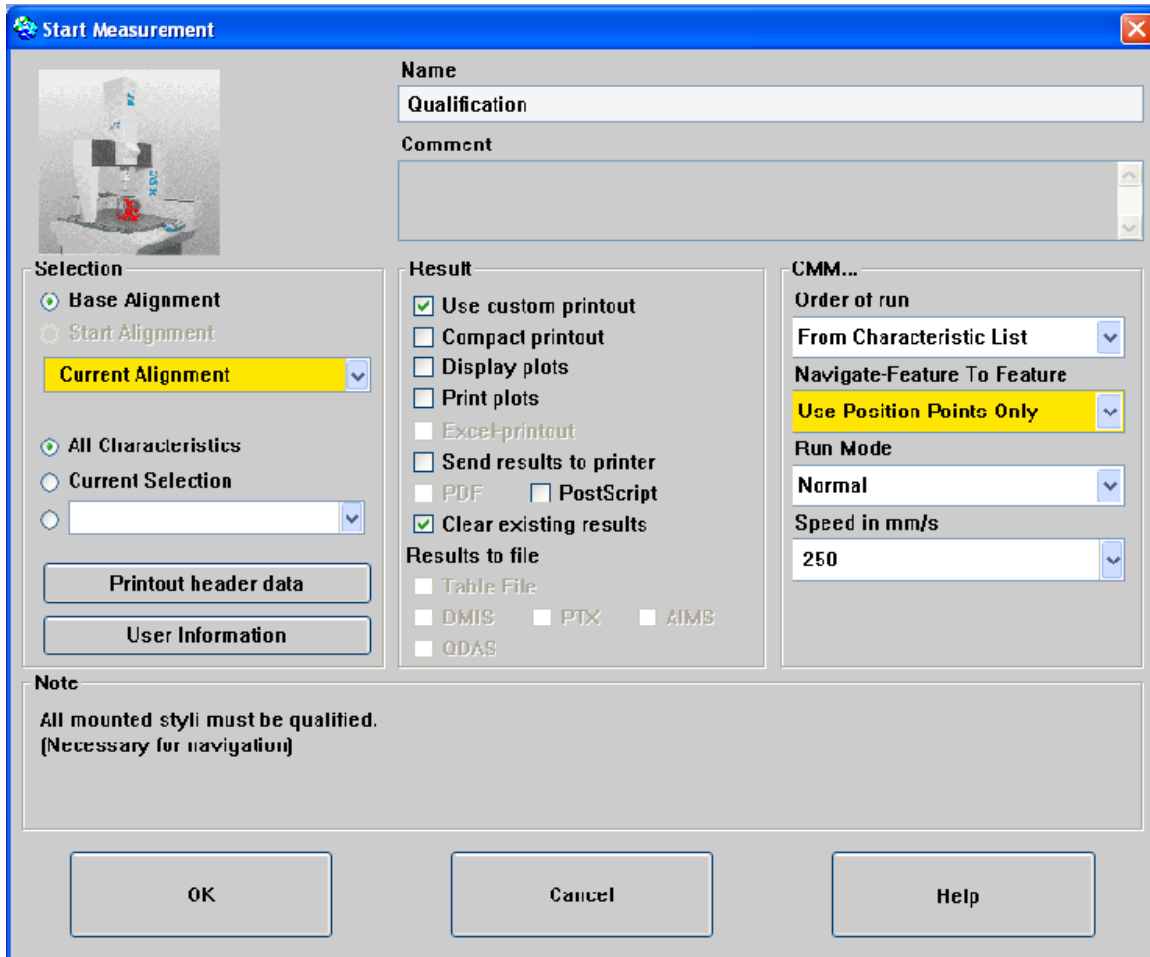 Start Measurement
Name
Qualification
Comment
Selection
Base Alignment
Start Alignment
Current Alignment
All Characteristics
Current Selection
Printout header data
User Information
Result
Use custom printout
Compact printout
Display plots
Print plots
Excel-printout
Send results to printer
PDF PostScript
Clear existing results
Results to file
Table File
DMIS PTX AIMS
QDAS
CMM...
Order of run
From Characteristic List
Navigate-Feature To Feature
Use Position Points Only
Run Mode
Normal
Speed in mm/s
250
Note
All mounted styli must be qualified.
(Necessary for navigation)
OK Cancel Help